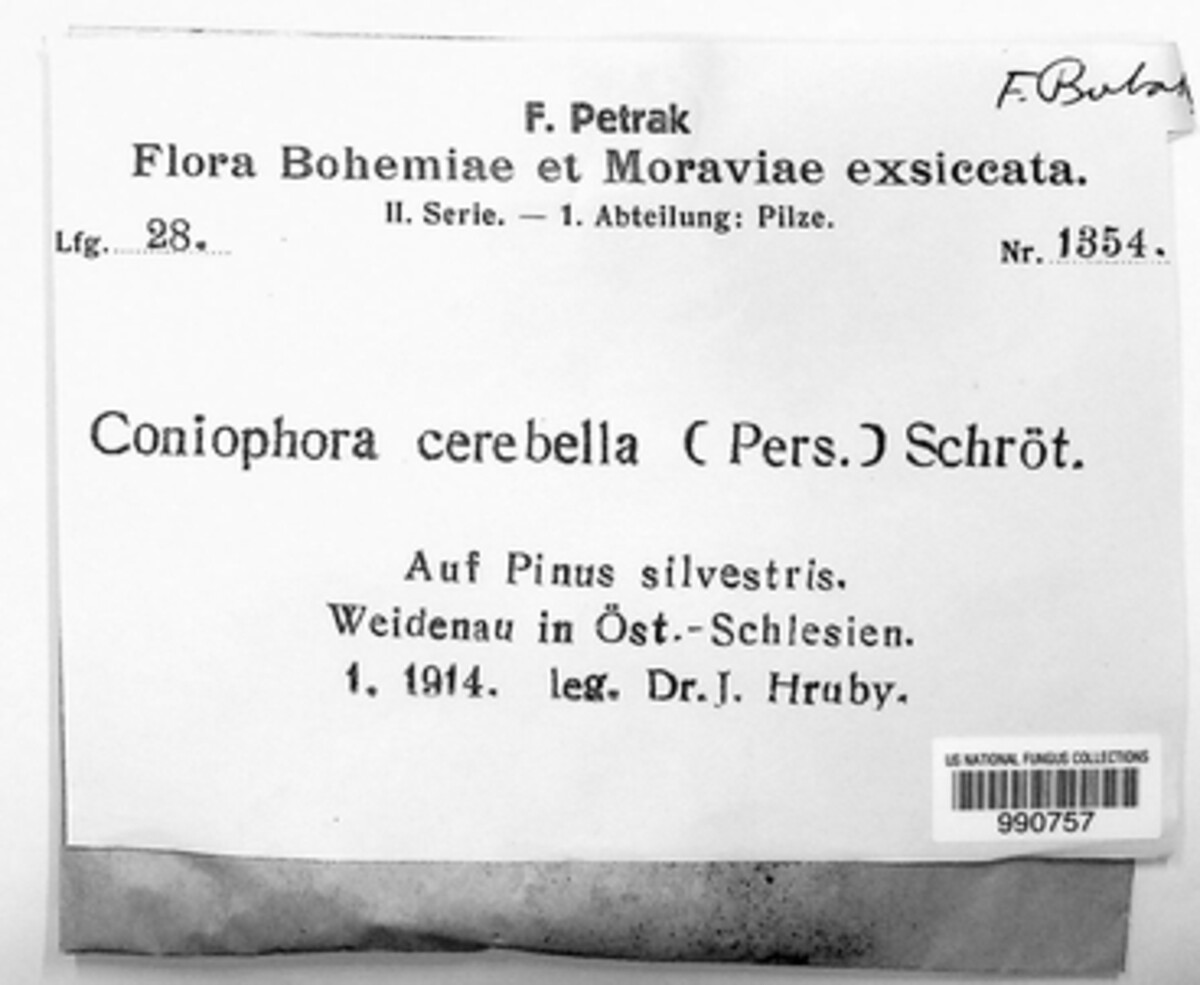 F. Bubak
F. Petrak
Flora Bohemiae et Moraviae exsiccata.
II. Serie. — 1. Abteilung: Pilze.
Lfg. 28.
Nr. 1354.
Coniophora cerebella (Pers.) Schröt.
Auf Pinus silvestris.
Weidenau in Öst.-Schlesien.
1. 1914. leg. Dr. J. Hruby.
US NATIONAL FUNGUS COLLECTIONS
990757